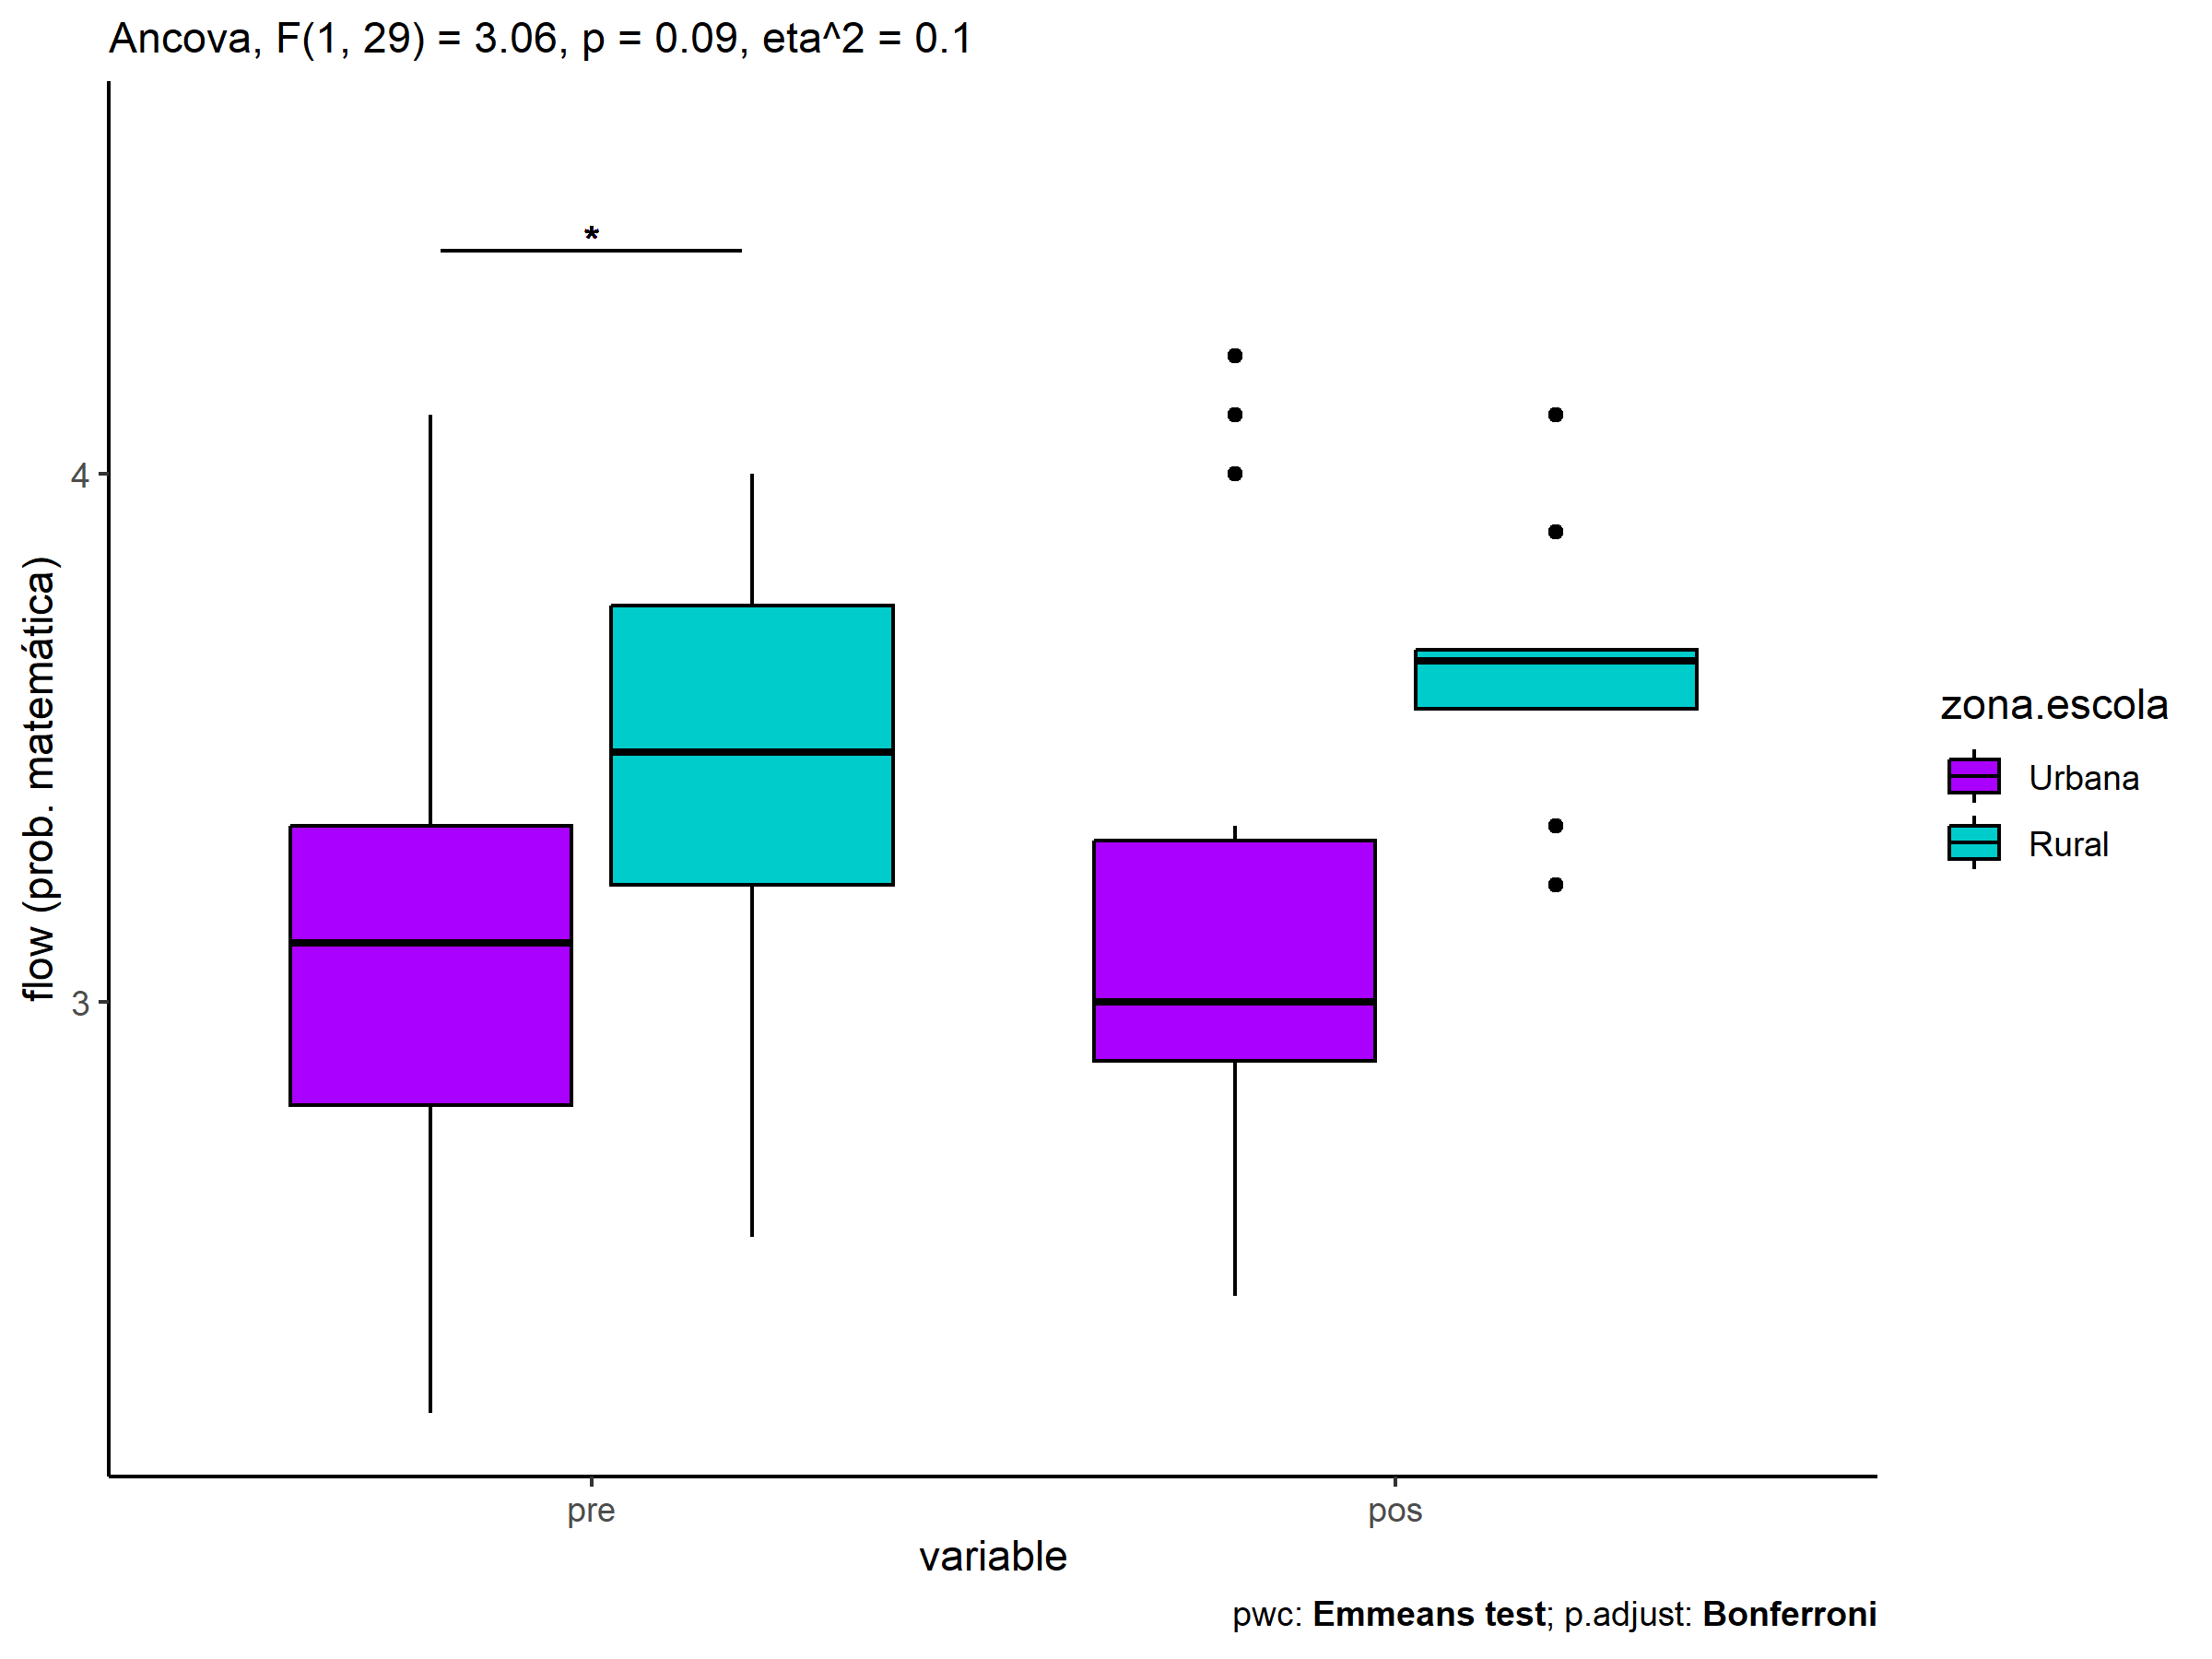 Ancova, F(1, 29) = 3.06, p = 0.09, eta^2 = 0.1
*
4
3
flow (prob. matemática)
pre
pos
variable
zona.escola
Urbana
Rural
pwc: Emmeans test; p.adjust: Bonferroni